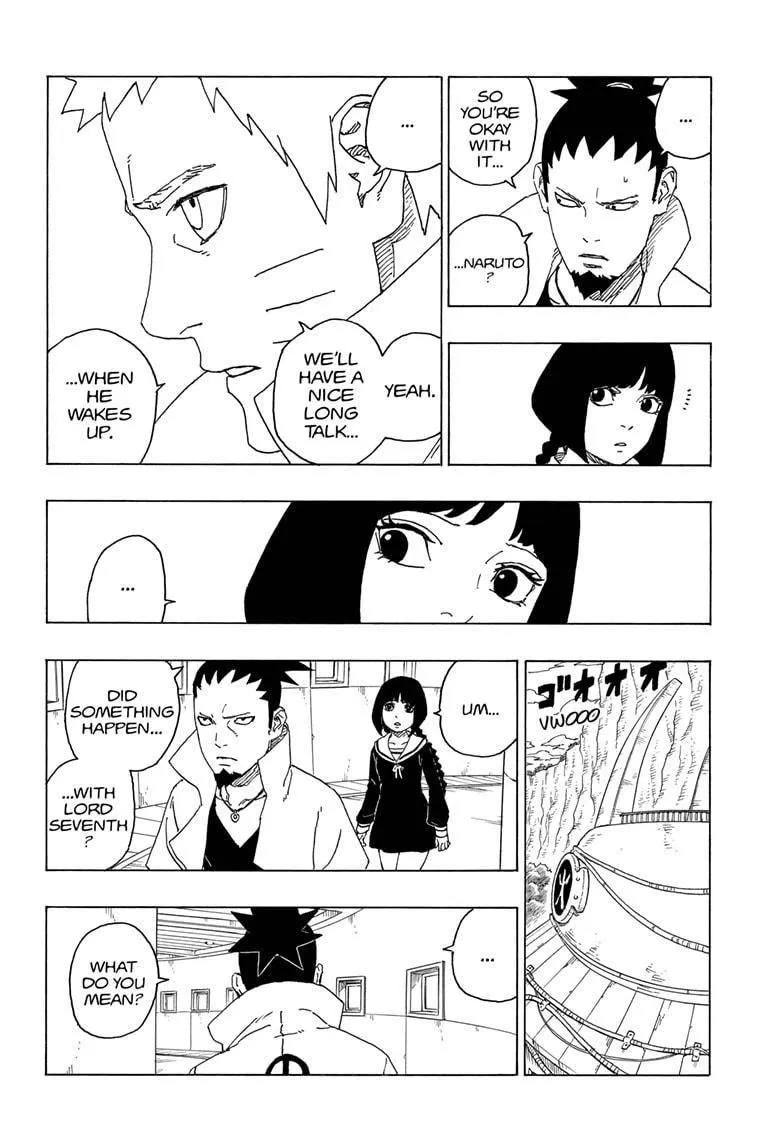 ...
SO
YOU'RE
OKAY
WITH
IT...
...NARUTO
?
...
YEAH.
WE'LL
HAVE A
NICE
LONG
TALK...
...WHEN
HE
WAKES
UP.
...
ゴオオオ
VWOOO
UM...
DID
SOMETHING
HAPPEN...
...WITH
LORD
SEVENTH
?
...
WHAT
DO YOU
MEAN?